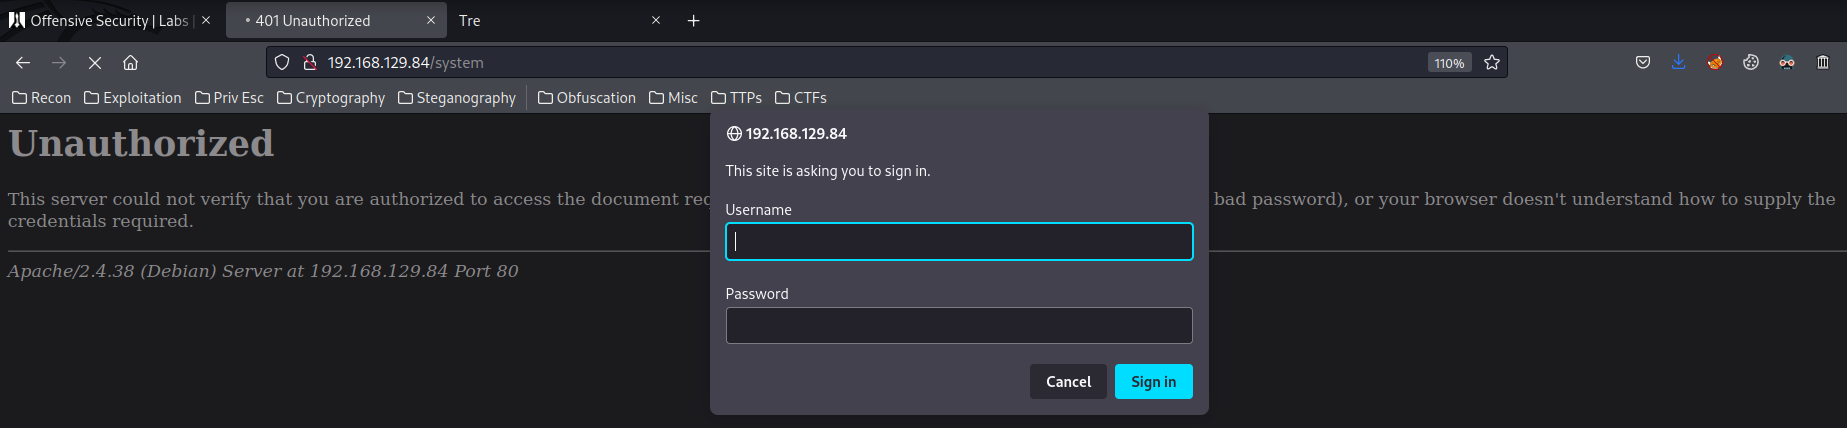 Offensive Security | Labs |
401 Unauthorized
Tre
192.168.129.84/system
110%
Recon Exploitation Priv Esc Cryptography Steganography Obfuscation Misc TTPs CTFs
Unauthorized
192.168.129.84
This site is asking you to sign in.
This server could not verify that you are authorized to access the document req bad password), or your browser doesn't understand how to supply the
credentials required.
Username
Apache/2.4.38 (Debian) Server at 192.168.129.84 Port 80
Password
Cancel Sign in